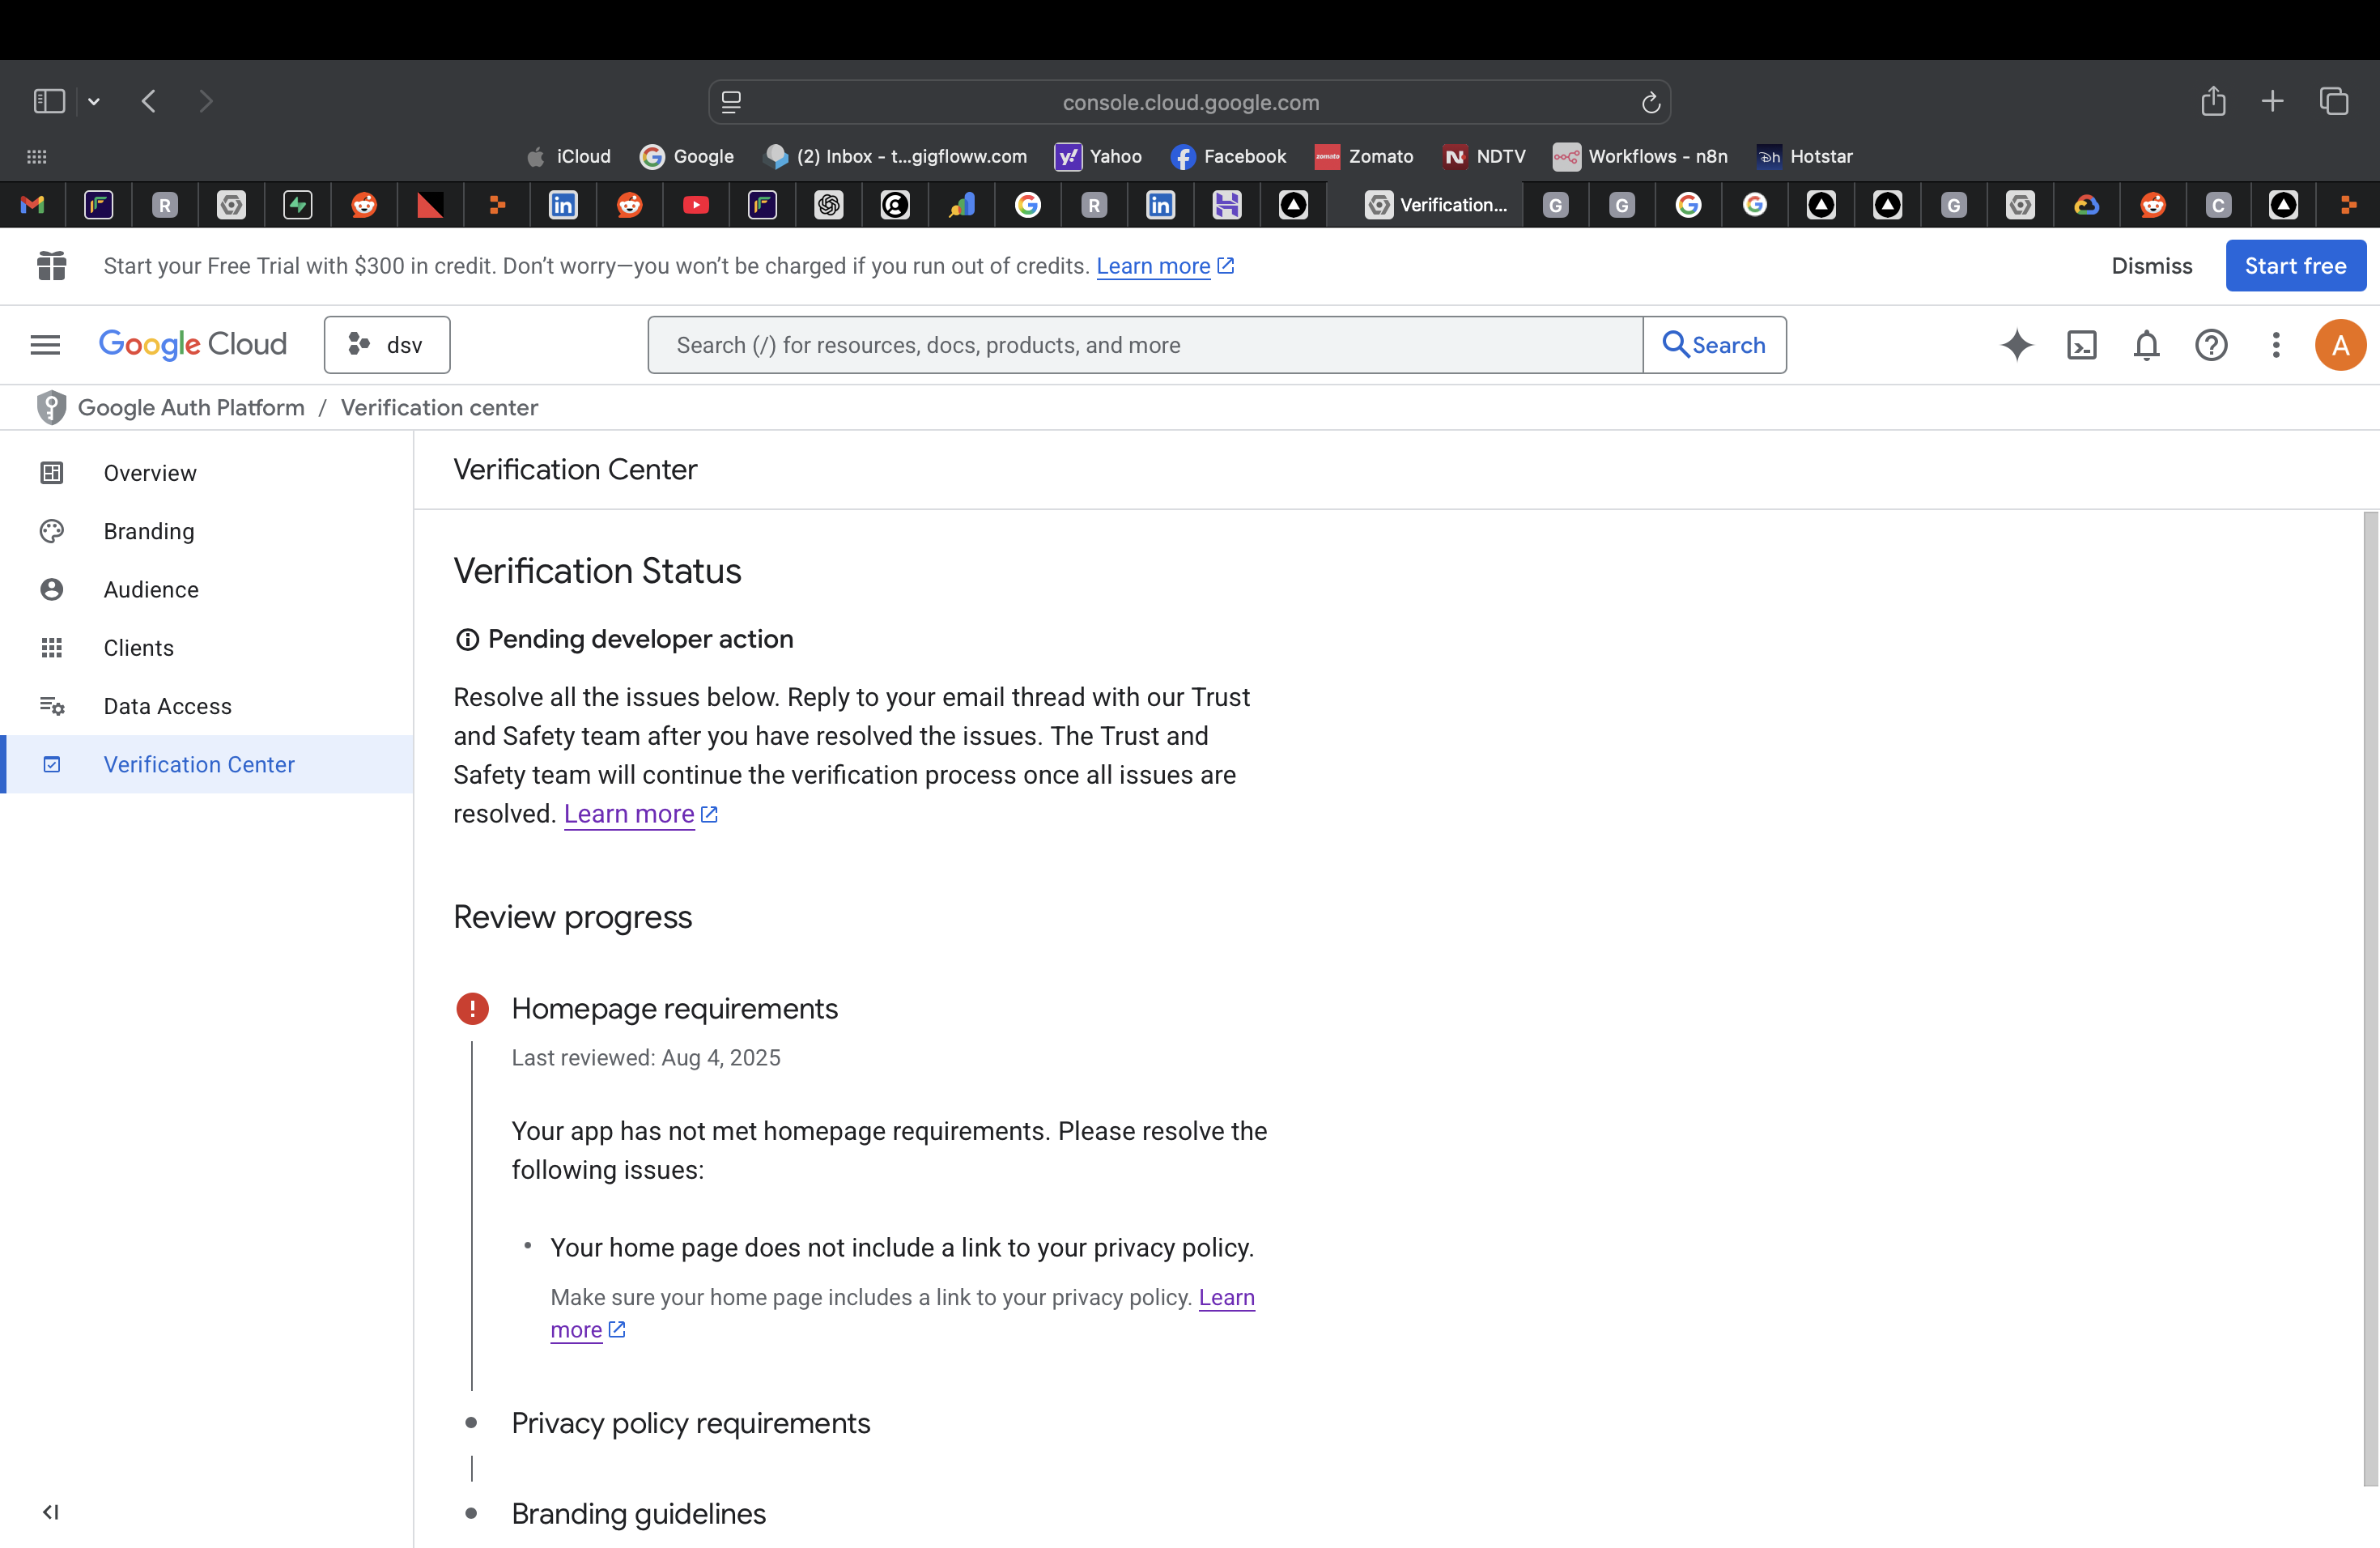 console.cloud.google.com
iCloud
Google
(2) Inbox - t...gigfloww.com
Yahoo
Facebook
Zomato
NDTV
Workflows - n8n
Hotstar
Verification...
Start your Free Trial with $300 in credit. Don’t worry—you won’t be charged if you run out of credits. Learn more
Dismiss
Start free
Google Cloud
dsv
Search (/) for resources, docs, products, and more
Search
A
Google Auth Platform / Verification center
Overview
Branding
Audience
Clients
Data Access
Verification Center
Verification Center
Verification Status
Pending developer action
Resolve all the issues below. Reply to your email thread with our Trust
and Safety team after you have resolved the issues. The Trust and
Safety team will continue the verification process once all issues are
resolved. Learn more
Review progress
Homepage requirements
Last reviewed: Aug 4, 2025
Your app has not met homepage requirements. Please resolve the
following issues:
• Your home page does not include a link to your privacy policy.
Make sure your home page includes a link to your privacy policy. Learn
more
Privacy policy requirements
Branding guidelines